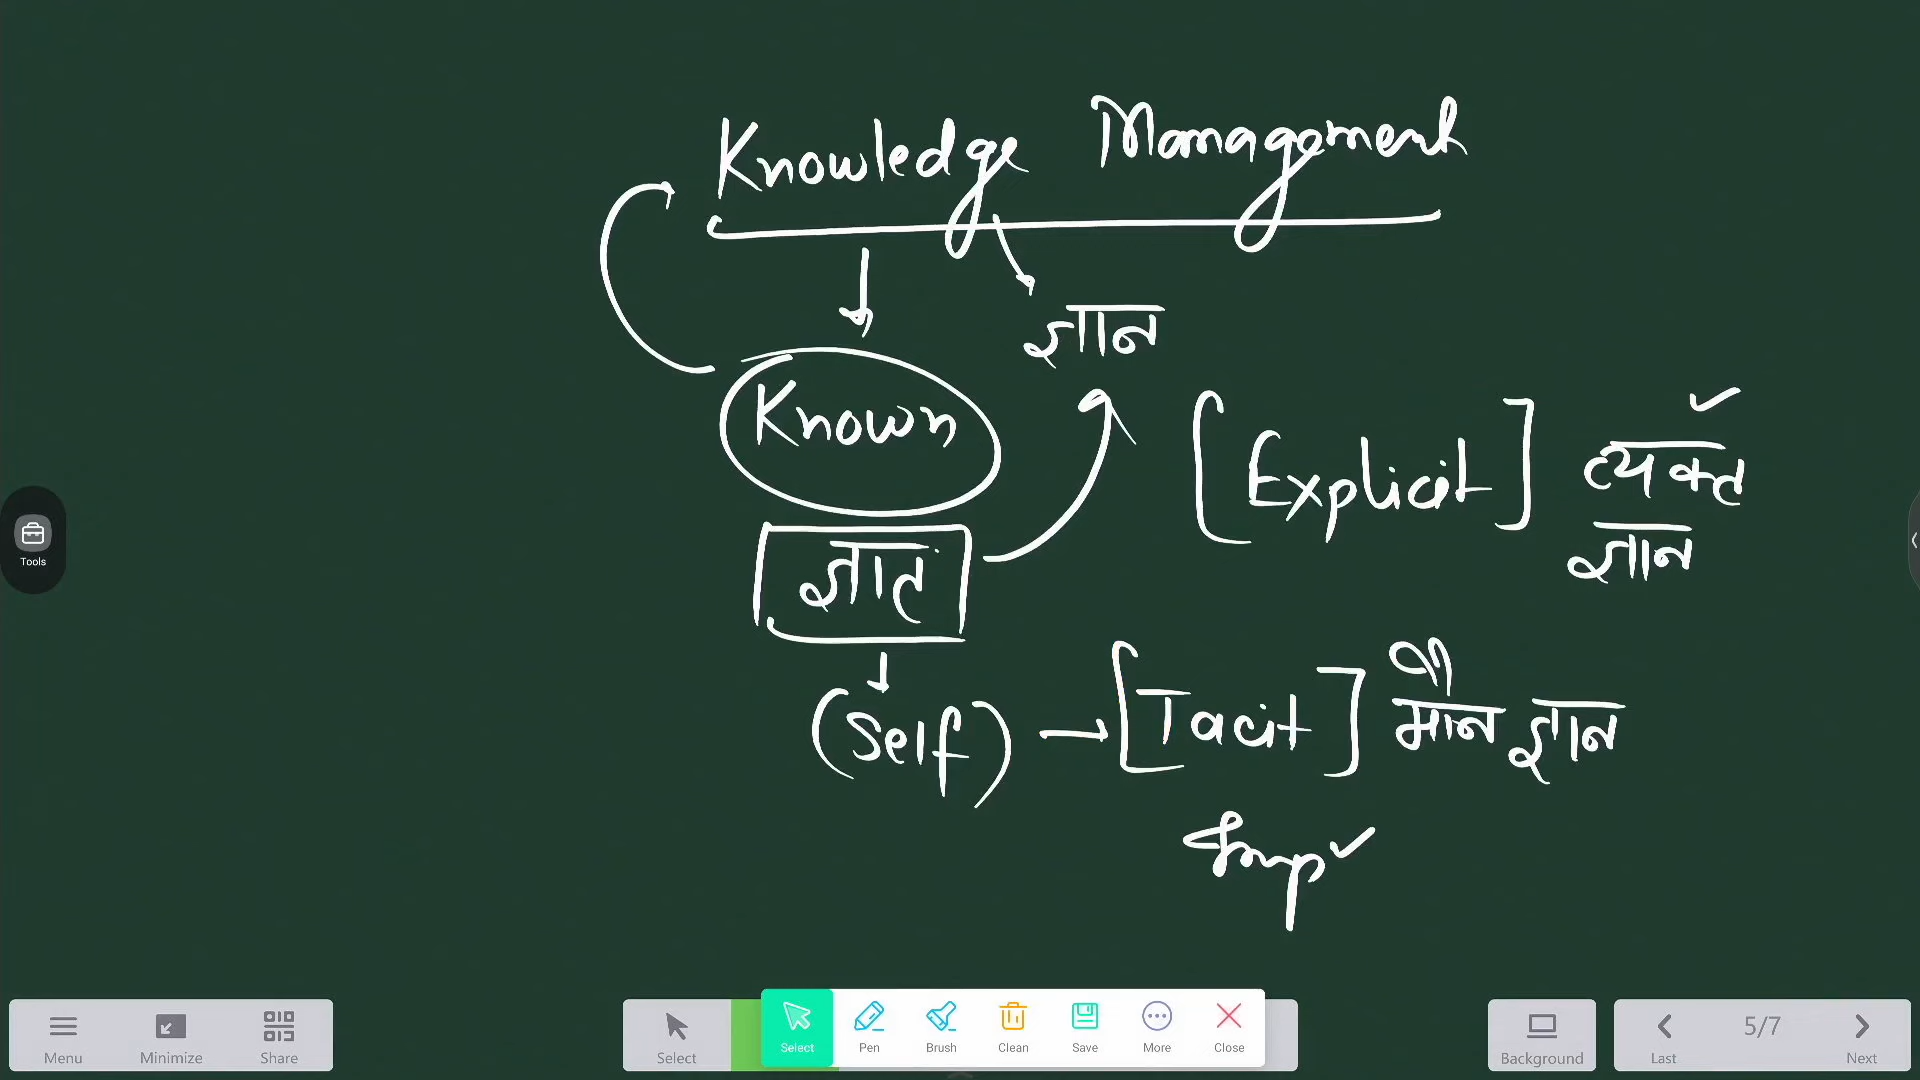 Knowledge Management
ज्ञान
Known
[Explicit] व्यक्त
ज्ञान
ज्ञात
(Self) → [Tacit] मौन ज्ञान
Imp ✓
Tools
Menu
Minimize
Share
Select
Select
Pen
Brush
Clean
Save
More
Close
Background
Last
5/7
Next